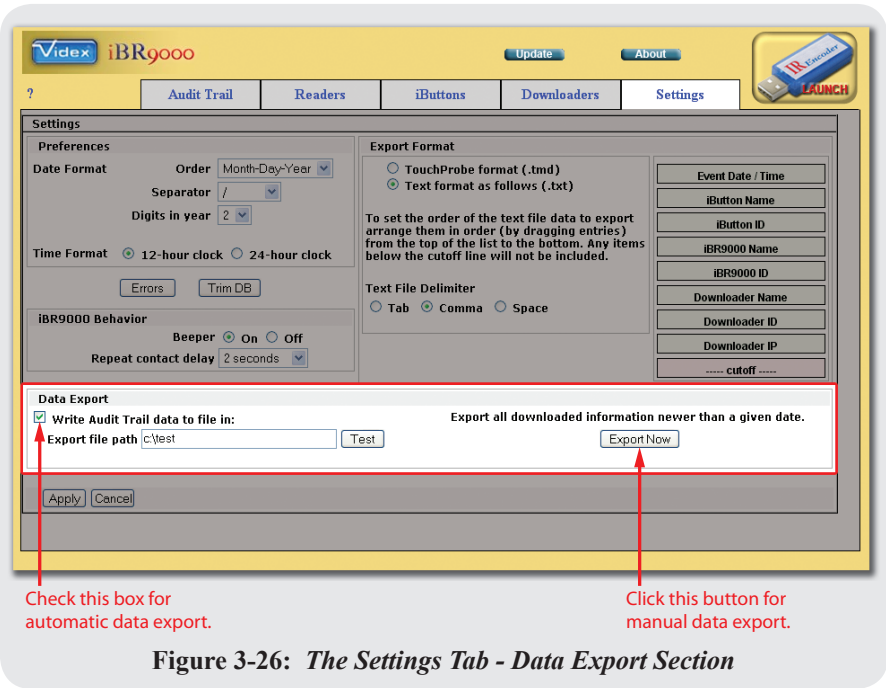 Videx iBR9000
Update
About
IR Encoder
LAUNCH
?
Audit Trail
Readers
iButtons
Downloaders
Settings
Settings
Preferences
Date Format
Order Month-Day-Year
Separator /
Digits in year 2
Time Format 12-hour clock 24-hour clock
Errors Trim DB
iBR9000 Behavior
Beeper On Off
Repeat contact delay 2 seconds
Export Format
TouchProbe format (.tmd)
Text format as follows (.txt)
To set the order of the text file data to export
arrange them in order (by dragging entries)
from the top of the list to the bottom. Any items
below the cutoff line will not be included.
Text File Delimiter
Tab Comma Space
Event Date / Time
iButton Name
iButton ID
iBR9000 Name
iBR9000 ID
Downloader Name
Downloader ID
Downloader IP
----- cutoff -----
Data Export
Write Audit Trail data to file in:
Export file path c:\test Test
Export all downloaded information newer than a given date.
Export Now
Apply Cancel
Check this box for
automatic data export.
Click this button for
manual data export.
Figure 3-26: The Settings Tab - Data Export Section